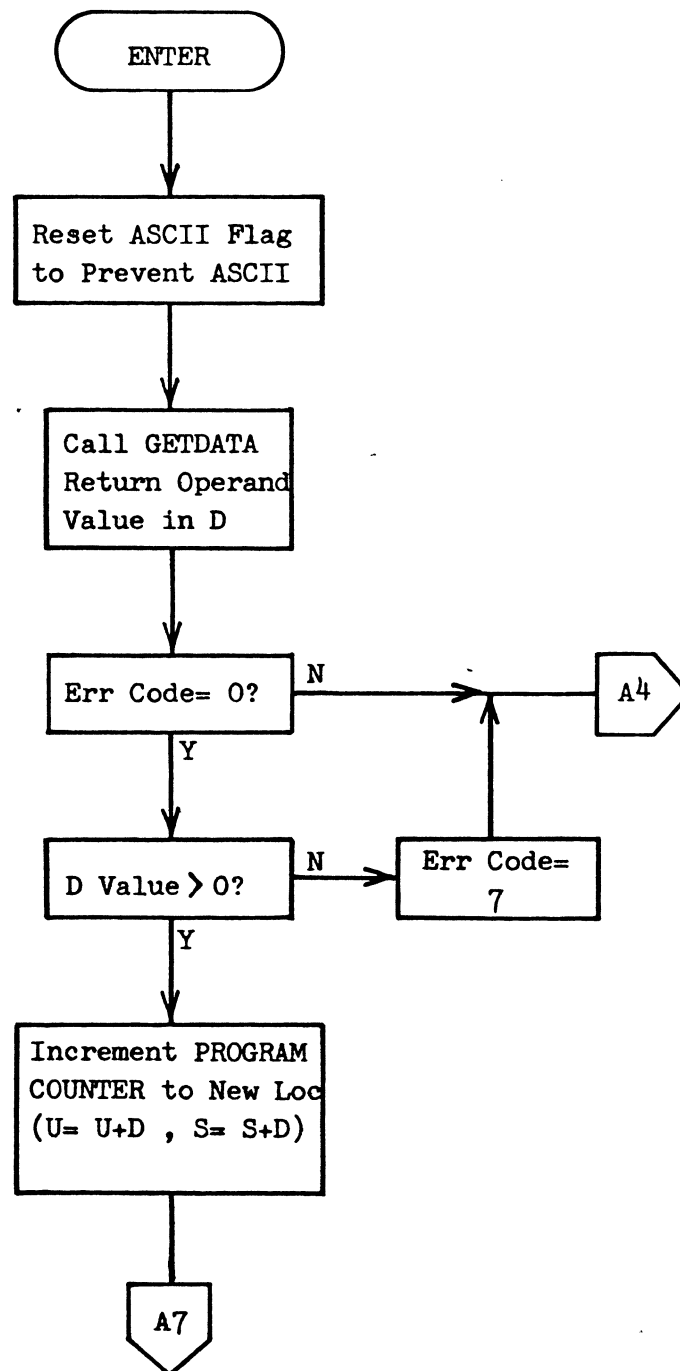 ENTER
Reset ASCII Flag
to Prevent ASCII
Call GETDATA
Return Operand
Value in D
Err Code= 0?
N
A4
Y
D Value > 0?
N
Err Code=
7
Y
Increment PROGRAM
COUNTER to New Loc
(U= U+D , S= S+D)
A7